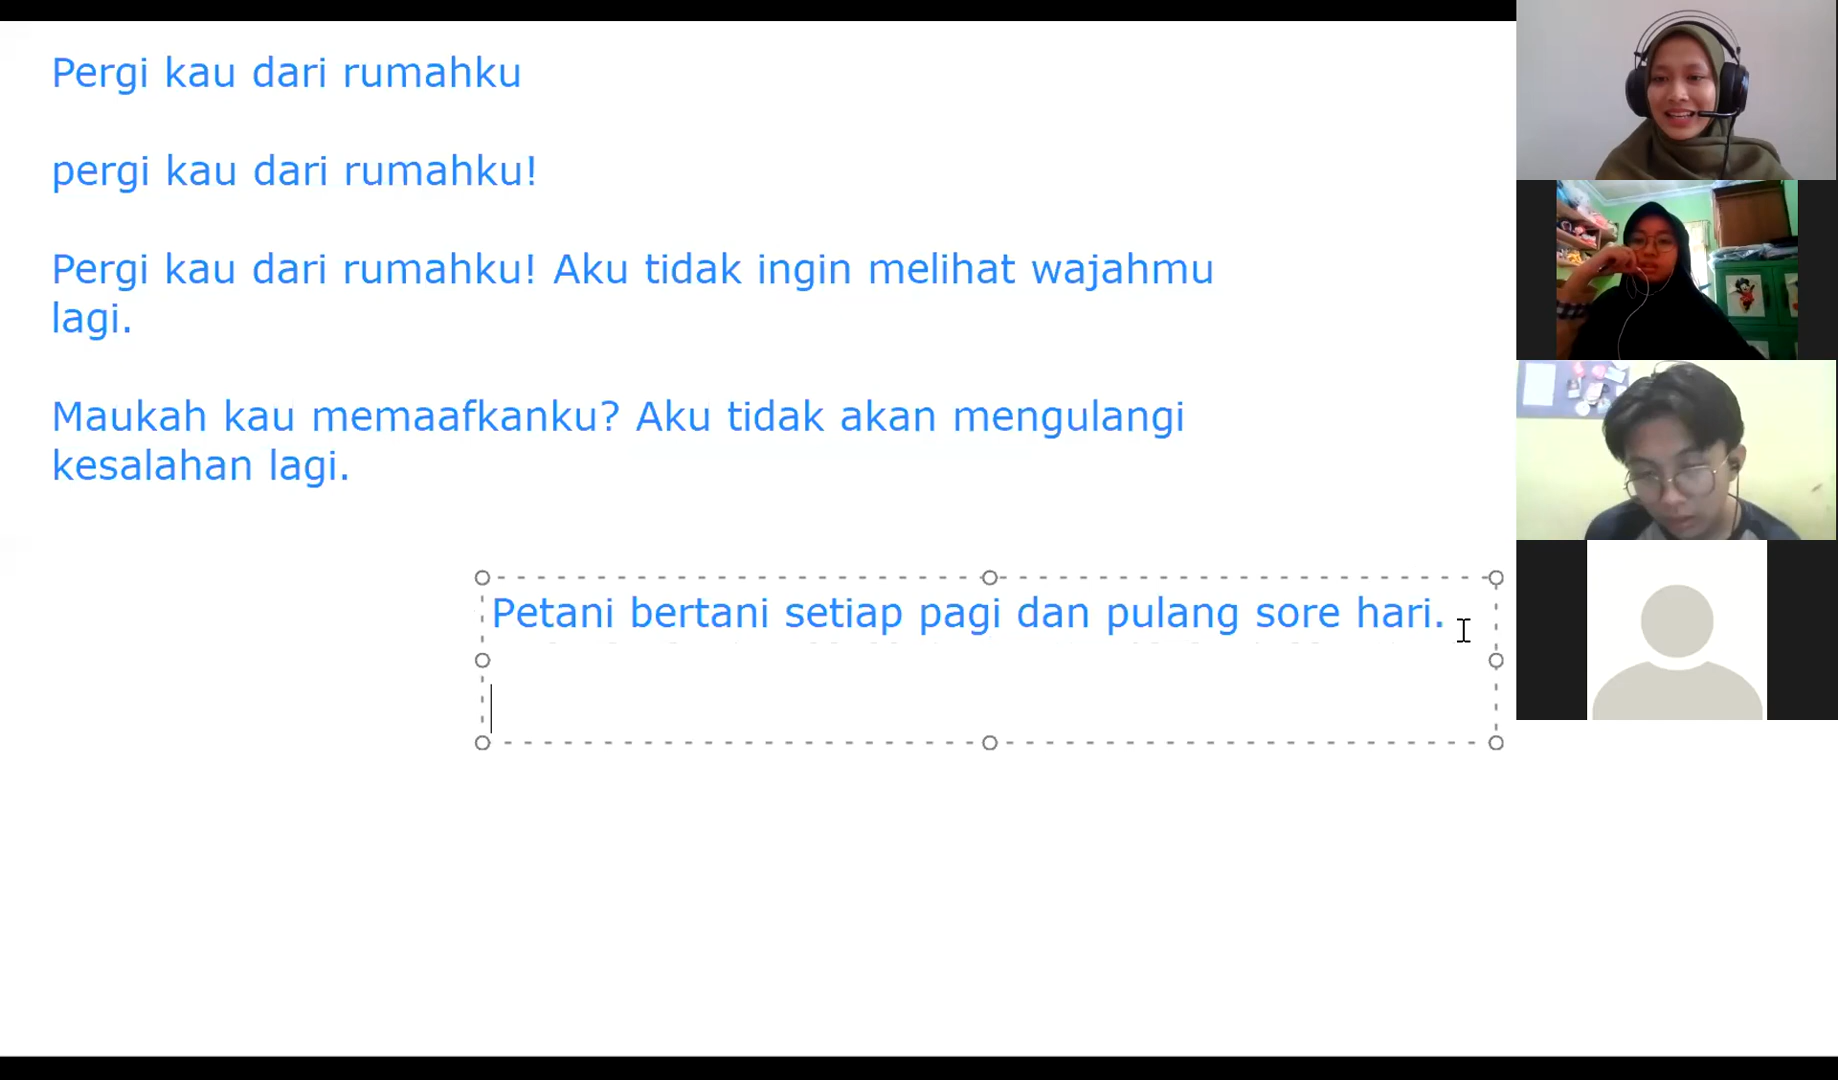 Pergi kau dari rumahku
pergi kau dari rumahku!
Pergi kau dari rumahku! Aku tidak ingin melihat wajahmu
lagi.
Maukah kau memaafkanku? Aku tidak akan mengulangi
kesalahan lagi.
Petani bertani setiap pagi dan pulang sore hari.